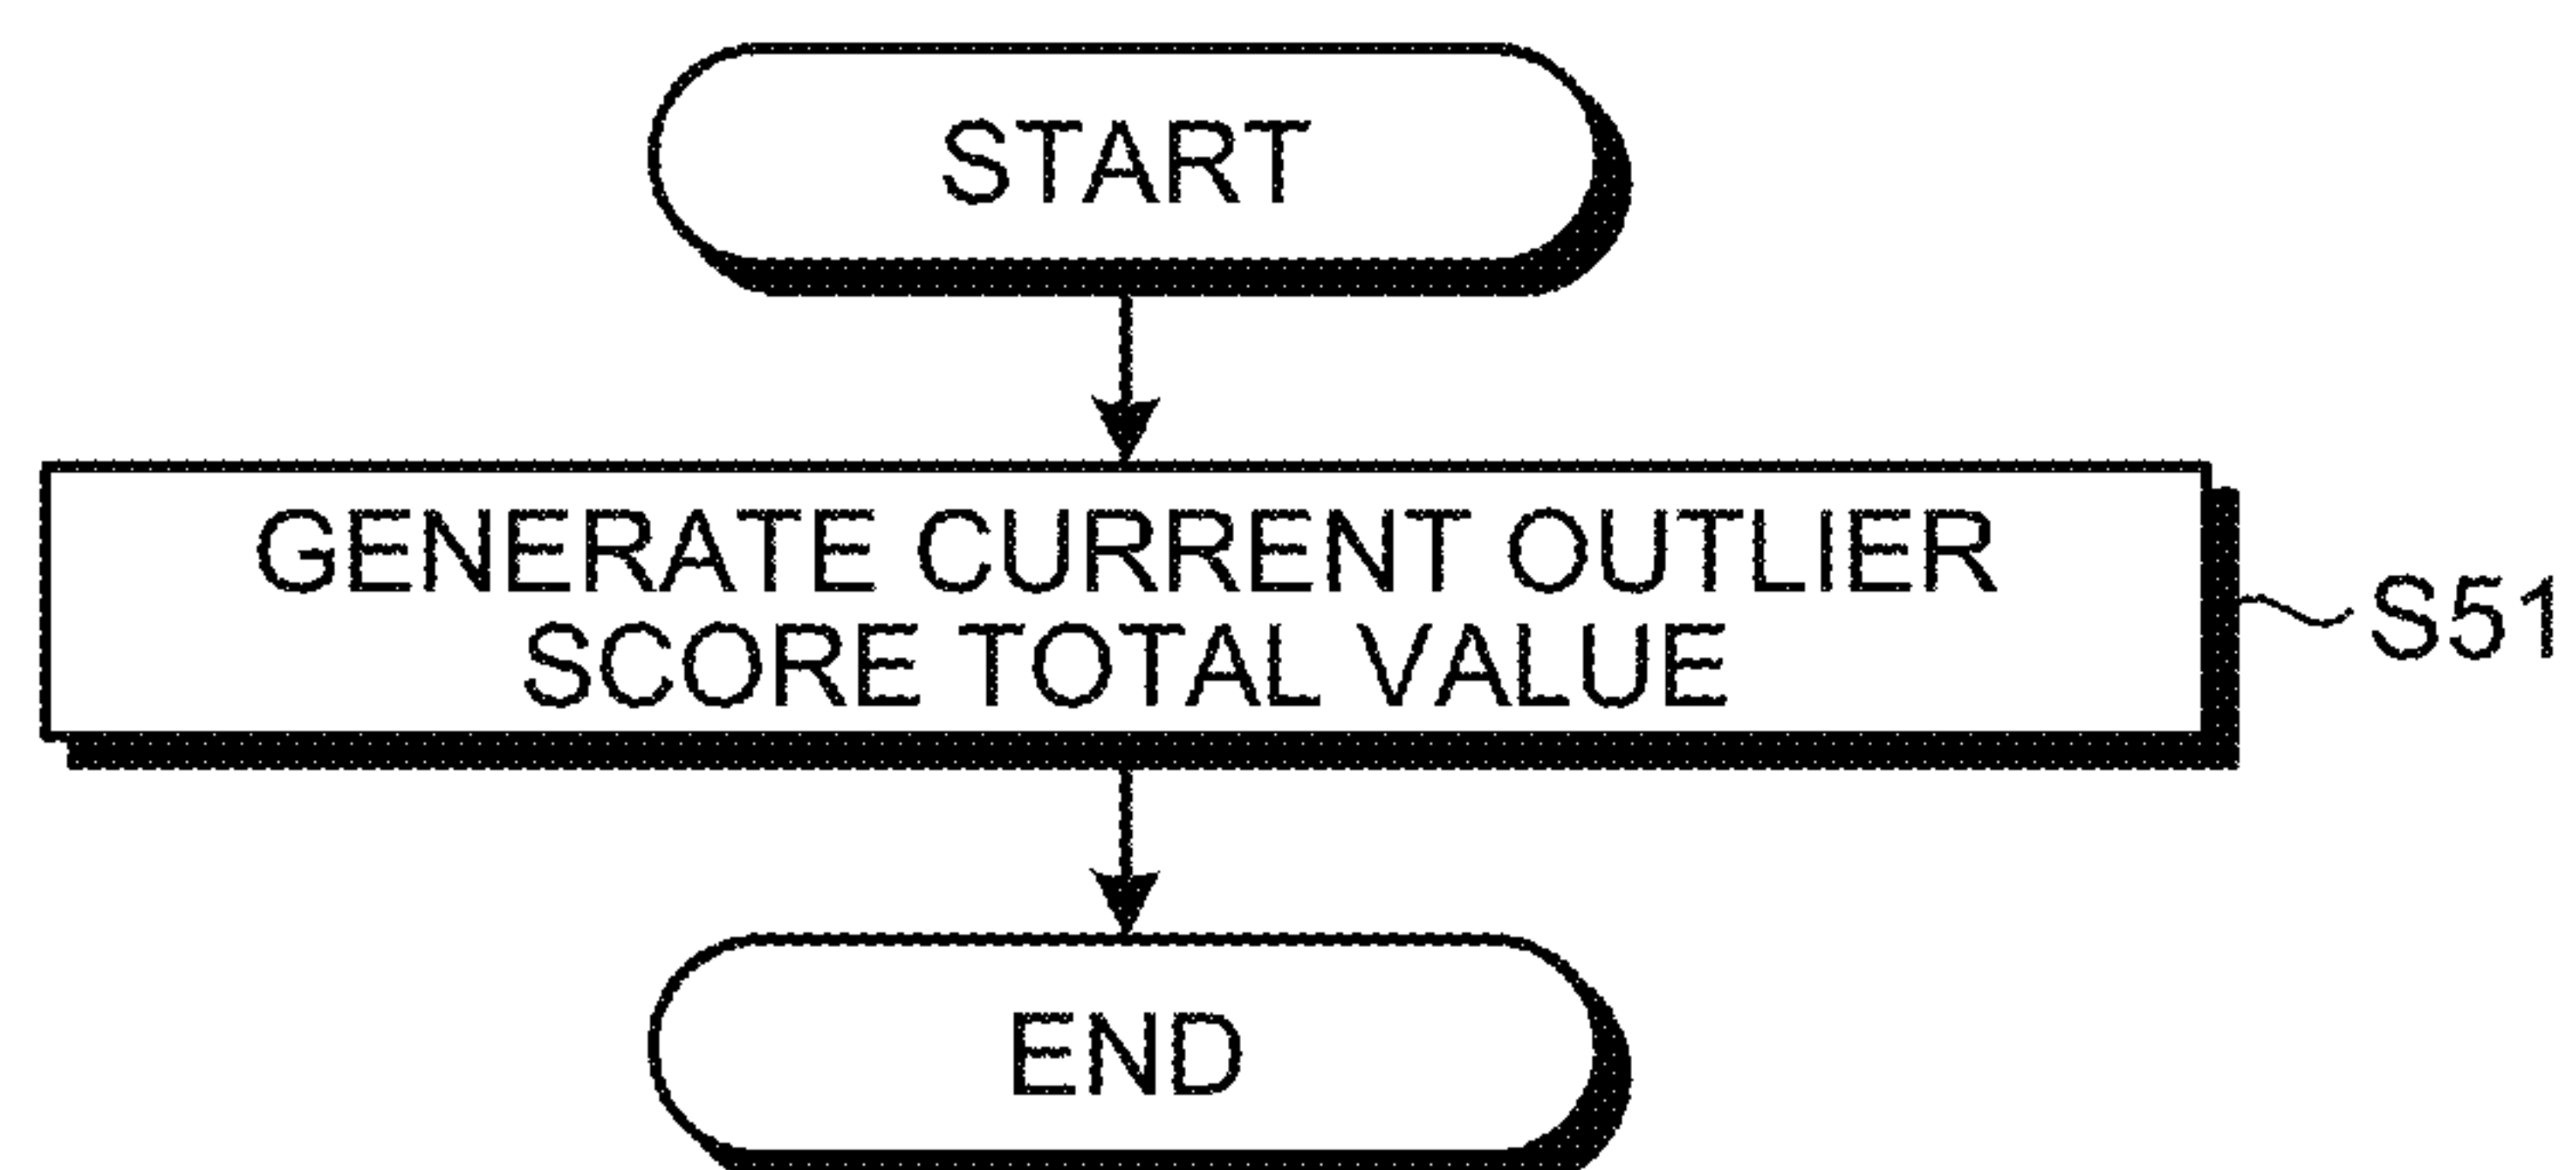 START
GENERATE CURRENT OUTLIER
SCORE TOTAL VALUE
S51
END